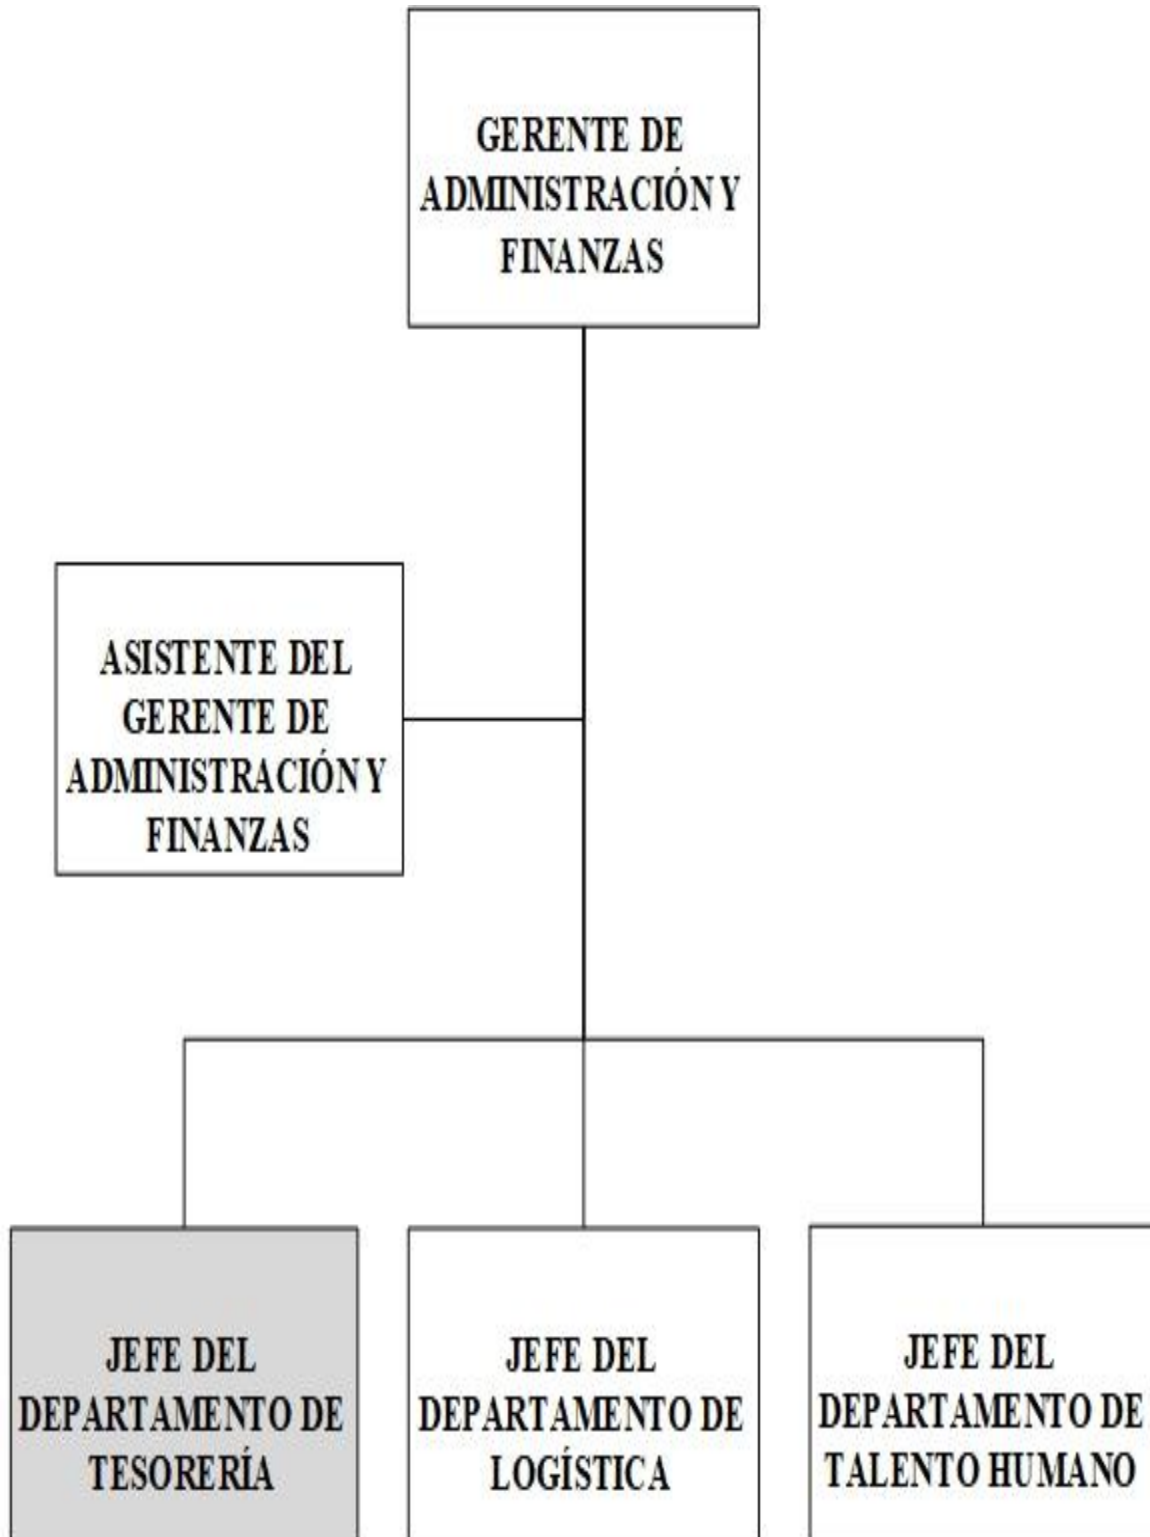 GERENTE DE
ADMINISTRACIÓN Y
FINANZAS
ASISTENTE DEL
GERENTE DE
ADMINISTRACIÓN Y
FINANZAS
JEFE DEL
DEPARTAMENTO DE
TESORERÍA
JEFE DEL
DEPARTAMENTO DE
LOGÍSTICA
JEFE DEL
DEPARTAMENTO DE
TALENTO HUMANO